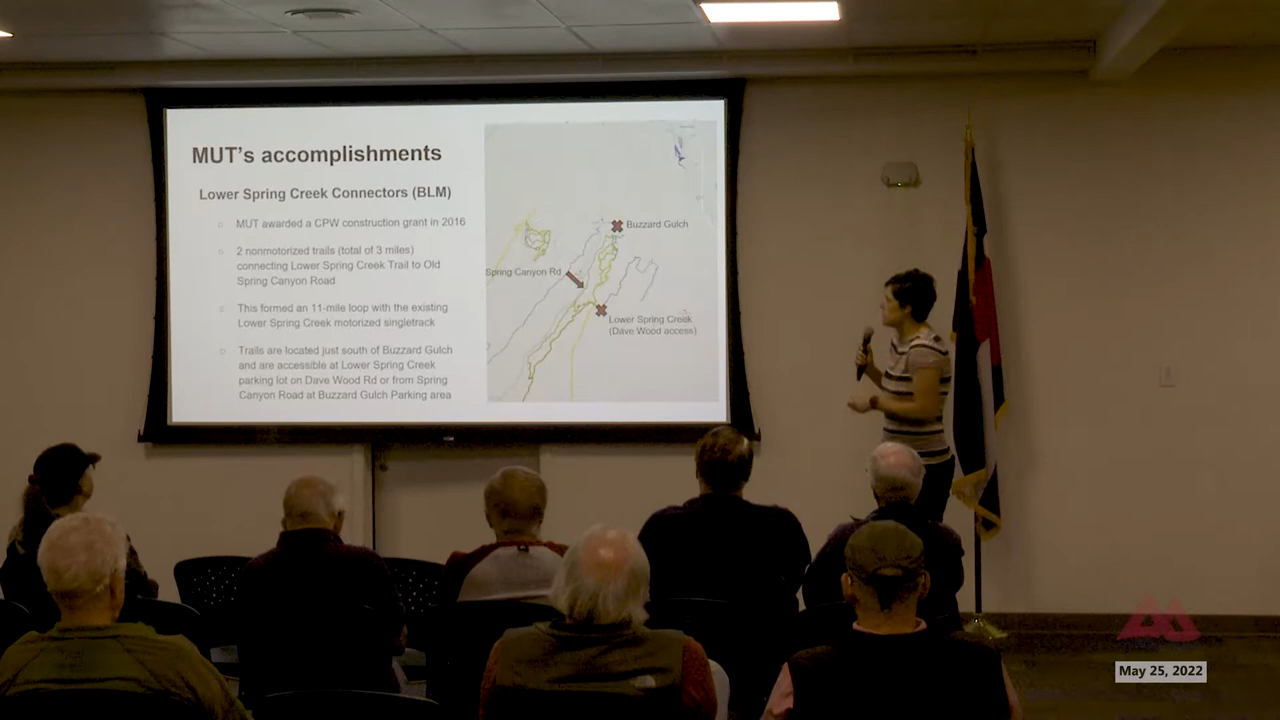 MUT's accomplishments
Lower Spring Creek Connectors (BLM)
MUT awarded a CPW construction grant in 2016
2 nonmotorized trails (total of 3 miles)
connecting Lower Spring Creek Trail to Old
Spring Canyon Road
This formed an 11-mile loop with the existing
Lower Spring Creek motorized singletrack
Trails are located just south of Buzzard Gulch
and are accessible at Lower Spring Creek
parking lot on Dave Wood Rd or from Spring
Canyon Road at Buzzard Gulch Parking area
Buzzard Gulch
Spring Canyon Rd
Lower Spring Creek
(Dave Wood access)
May 25, 2022